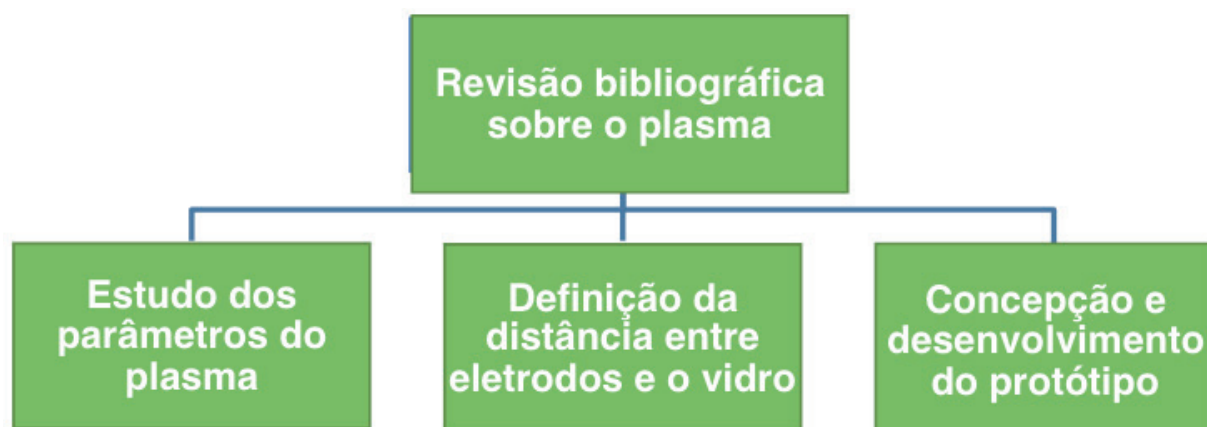 Revisão bibliográfica
sobre o plasma
Estudo dos
parâmetros do
plasma
Definição da
distância entre
eletrodos e o vidro
Concepção e
desenvolvimento
do protótipo